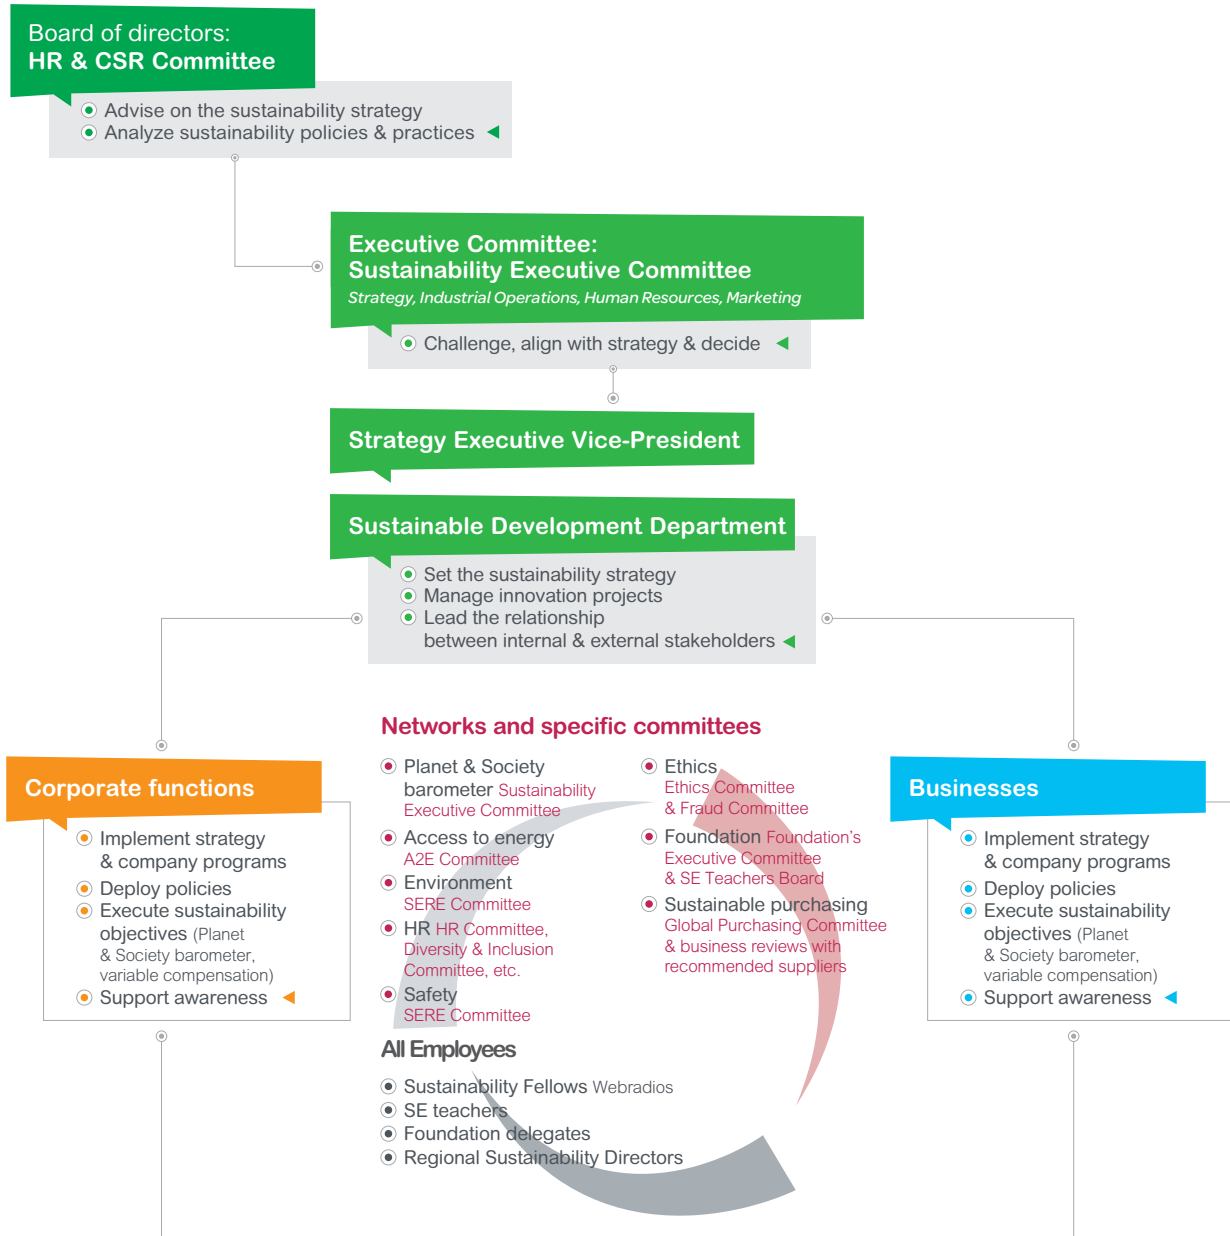 Board of directors:
HR & CSR Committee
Advise on the sustainability strategy
Analyze sustainability policies & practices
Executive Committee:
Sustainability Executive Committee
Strategy, Industrial Operations, Human Resources, Marketing
Challenge, align with strategy & decide
Strategy Executive Vice-President
Sustainable Development Department
Set the sustainability strategy
Manage innovation projects
Lead the relationship
between internal & external stakeholders
Corporate functions
Implement strategy
& company programs
Deploy policies
Execute sustainability
objectives (Planet
& Society barometer,
variable compensation)
Support awareness
Networks and specific committees
Planet & Society
barometer Sustainability
Executive Committee
Access to energy
A2E Committee
Environment
SERE Committee
HR HR Committee,
Diversity & Inclusion
Committee, etc.
Safety
SERE Committee
Ethics
Ethics Committee
& Fraud Committee
Foundation Foundation's
Executive Committee
& SE Teachers Board
Sustainable purchasing
Global Purchasing Committee
& business reviews with
recommended suppliers
All Employees
Sustainability Fellows Webradios
SE teachers
Foundation delegates
Regional Sustainability Directors
Businesses
Implement strategy
& company programs
Deploy policies
Execute sustainability
objectives (Planet
& Society barometer,
variable compensation)
Support awareness